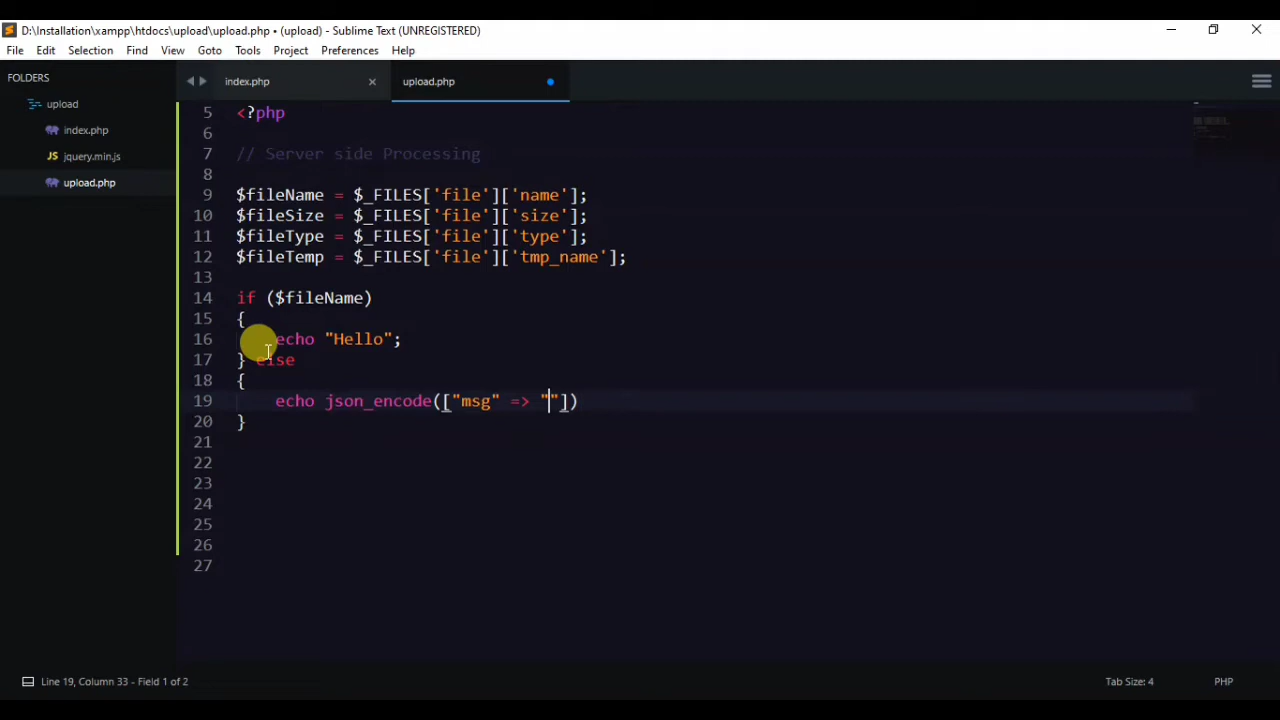 D:\Installation\xampp\htdocs\upload\upload.php • (upload) - Sublime Text (UNREGISTERED)
File Edit Selection Find View Goto Tools Project Preferences Help
FOLDERS
upload
index.php
JS jquery.min.js
upload.php
index.php upload.php
5 <?php
6
7 // Server side Processing
8
9 $fileName = $_FILES['file']['name'];
10 $fileSize = $_FILES['file']['size'];
11 $fileType = $_FILES['file']['type'];
12 $fileTemp = $_FILES['file']['tmp_name'];
13
14 if ($fileName)
15 {
16 echo "Hello";
17 } else
18 {
19 echo json_encode(["msg" => ""])
20 }
21
22
23
24
25
26
27
Line 19, Column 33 - Field 1 of 2
Tab Size: 4
PHP